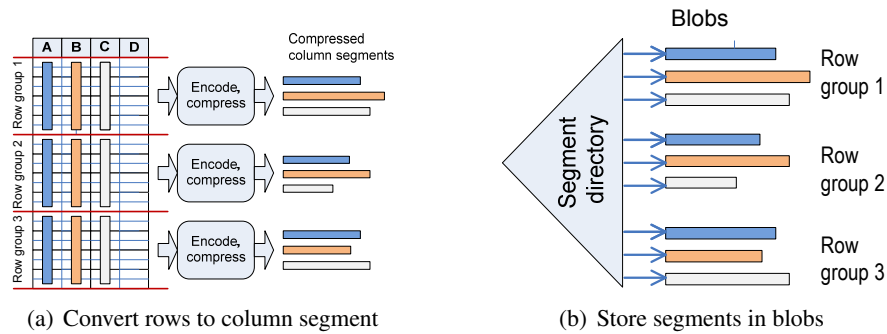 A B C D
Row group 1
Row group 2
Row group 3
Encode,
compress
Encode,
compress
Encode,
compress
Compressed
column segments
(a) Convert rows to column segment
Blobs
Segment
directory
Row
group 1
Row
group 2
Row
group 3
(b) Store segments in blobs